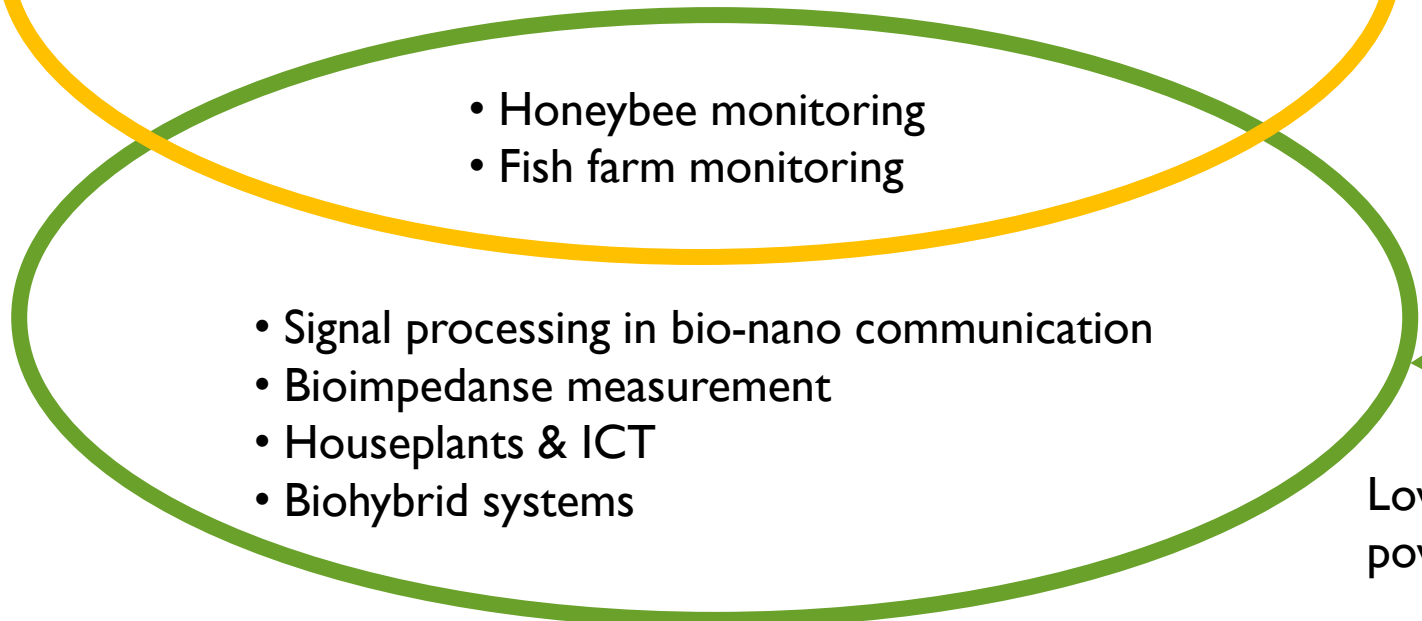 • Honeybee monitoring
• Fish farm monitoring
• Signal processing in bio-nano communication
• Bioimpedanse measurement
• Houseplants & ICT
• Biohybrid systems